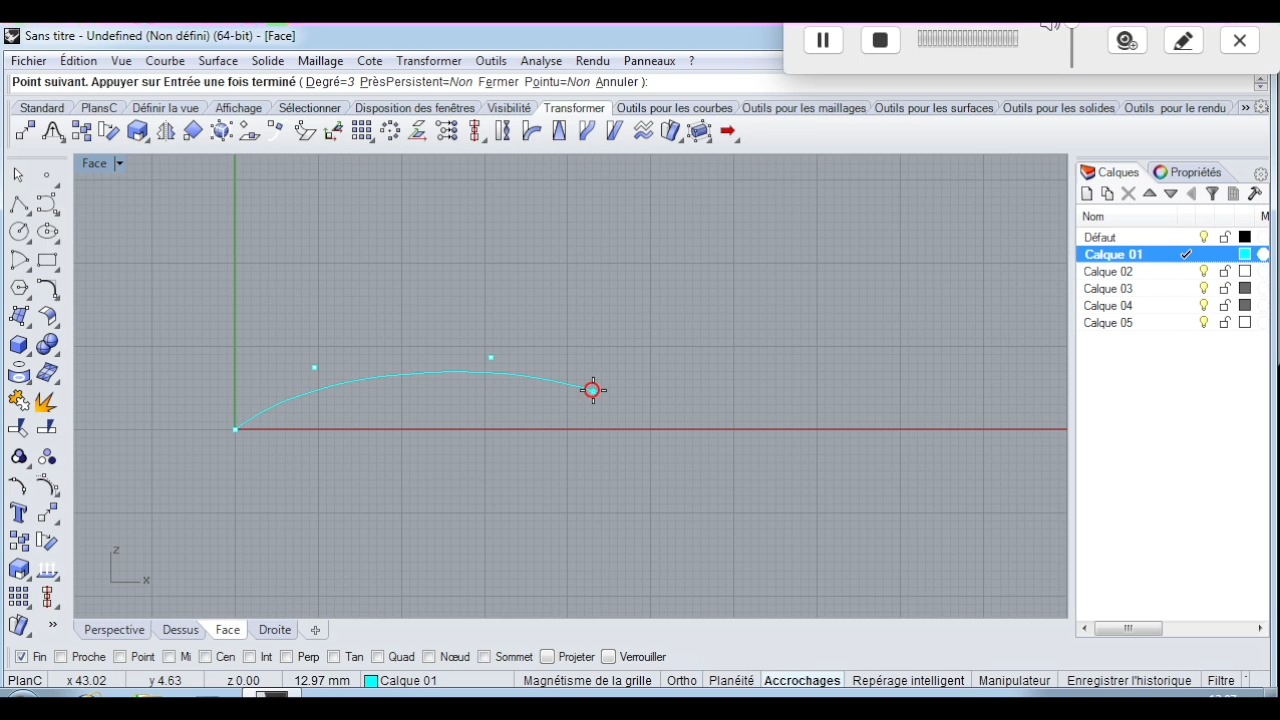 Sans titre - Undefined (Non défini) (64-bit) - [Face]
Fichier Édition Vue Courbe Surface Solide Maillage Cote Transformer Outils Analyse Rendu Panneaux ?
Point suivant. Appuyer sur Entrée une fois terminé ( Degré=3 PrèsPersistent=Non Fermer Pointu=Non Annuler ):
Standard PlansC Définir la vue Affichage Sélectionner Disposition des fenêtres Visibilité Transformer Outils pour les courbes Outils pour les maillages Outils pour les surfaces Outils pour les solides Outils pour le rendu »
Face
Calques Propriétés
Nom M
Défaut
Calque 01
Calque 02
Calque 03
Calque 04
Calque 05
z
x
»
Perspective Dessus Face Droite
Fin Proche Point Mi Cen Int Perp Tan Quad Nœud Sommet Projeter Verrouiller
PlanC x 43.02 y 4.63 z 0.00 12.97 mm Calque 01 Magnétisme de la grille Ortho Planéité Accrochages Repérage intelligent Manipulateur Enregistrer l'historique Filtre